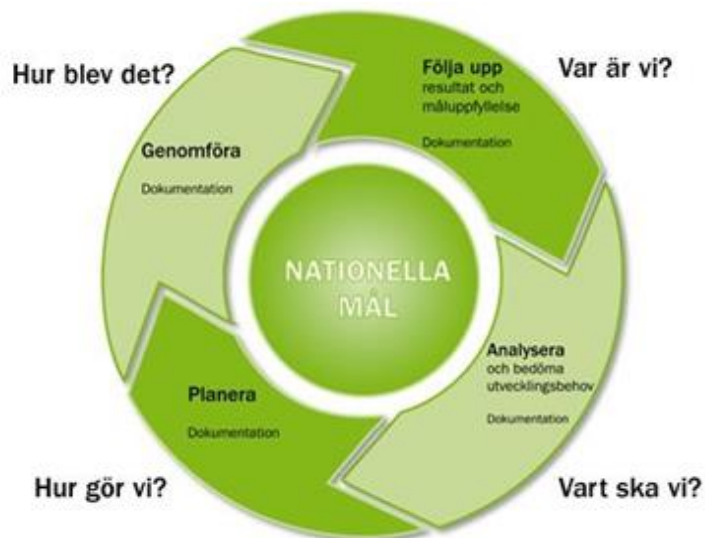 Hur blev det?
Följa upp
resultat och
måluppfyllelse
Dokumentation
Var är vi?
Genomföra
Dokumentation
NATIONELLA
MÅL
Analysera
och bedöma
utvecklingsbehov
Dokumentation
Planera
Dokumentation
Hur gör vi?
Vart ska vi?